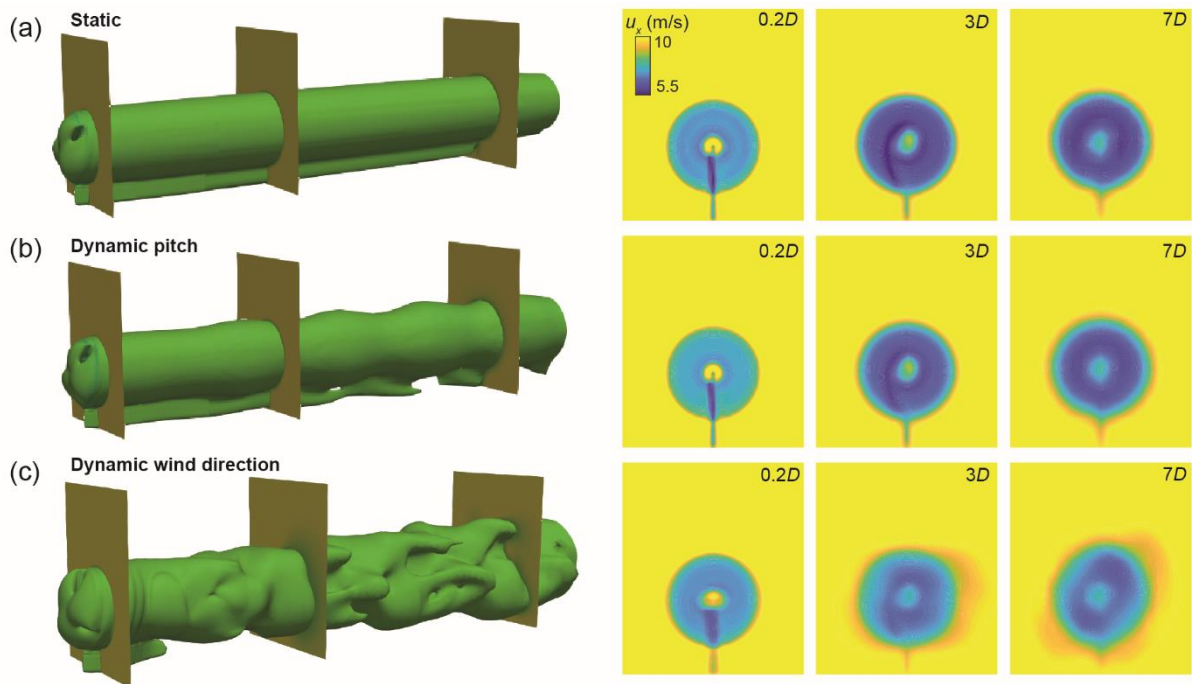 (a) Static
0.2D
3D
7D
uₓ (m/s)
10
5.5
(b) Dynamic pitch
0.2D
3D
7D
(c) Dynamic wind direction
0.2D
3D
7D